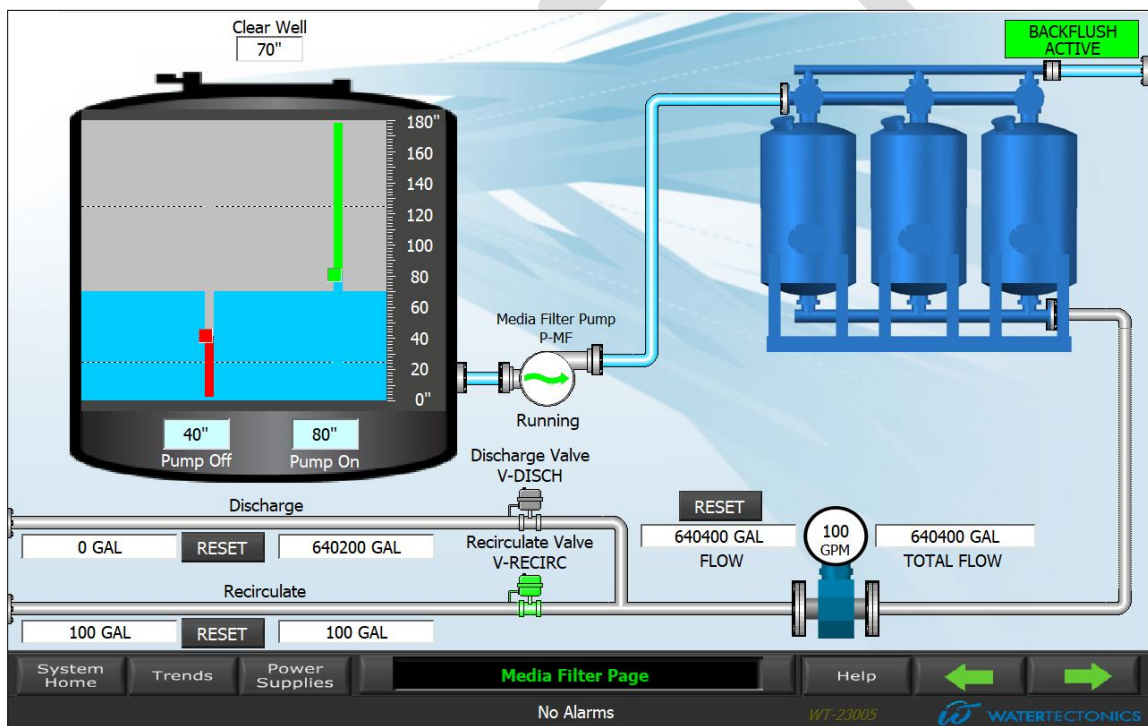 Clear Well
70"
BACKFLUSH
ACTIVE
180"
160
140
120
100
80
60
40
20
0"
40"
Pump Off
80"
Pump On
Media Filter Pump
P-MF
Running
Discharge Valve
V-DISCH
Discharge
0 GAL
RESET
640200 GAL
Recirculate Valve
V-RECIRC
Recirculate
100 GAL
RESET
100 GAL
RESET
640400 GAL
FLOW
100
GPM
640400 GAL
TOTAL FLOW
System
Home
Trends
Power
Supplies
Media Filter Page
Help
No Alarms
WT-23005
WATERTECTONICS